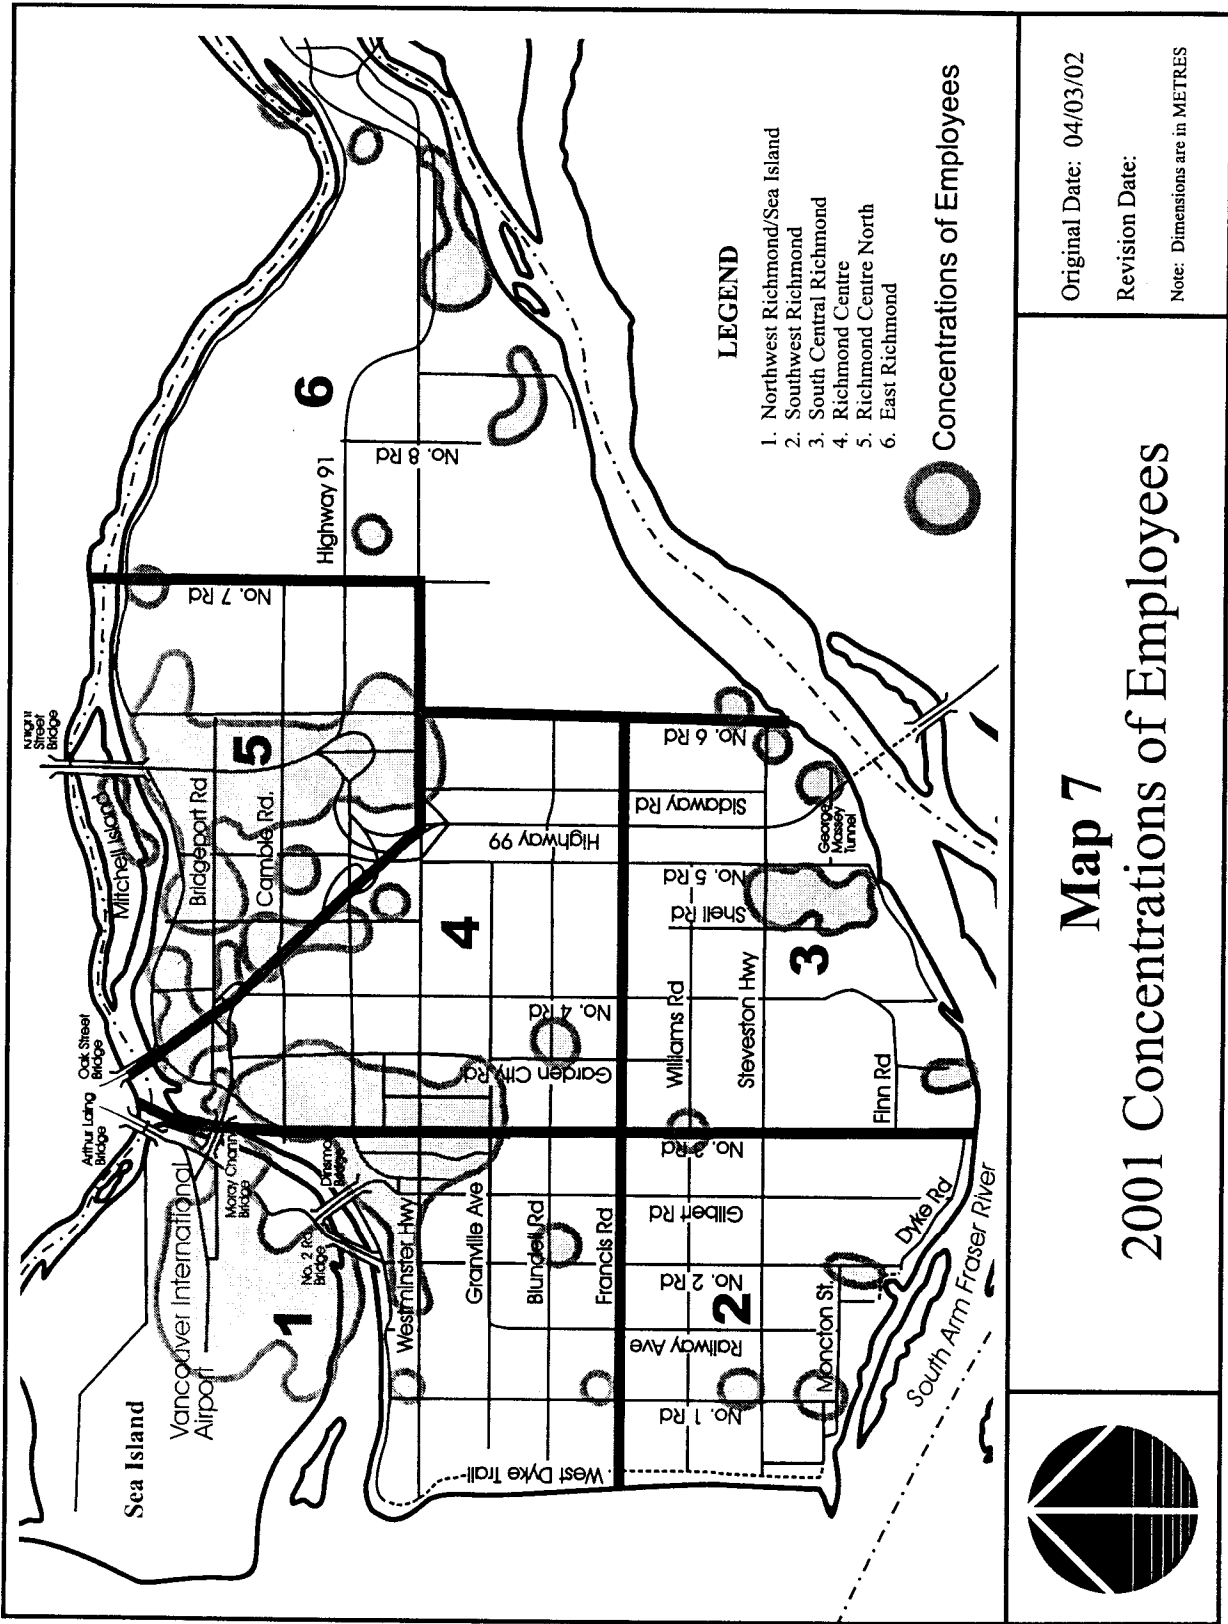 Map 7
2001 Concentrations of Employees
Original Date: 04/03/02
Revision Date:
Note: Dimensions are in METRES
LEGEND
1. Northwest Richmond/Sea Island
2. Southwest Richmond
3. South Central Richmond
4. Richmond Centre
5. Richmond Centre North
6. East Richmond
Concentrations of Employees
Sea Island
Vancouver International
Airport
1
2
3
4
5
6
Arthur Laing
Bridge
Oak Street
Bridge
Knight
Street
Bridge
Mitchell Island
Moray Chann
Bridge
Dinsmo
Bridge
No. 2 Rd
Bridge
Bridgeport Rd
Cambie Rd.
Highway 91
Westminster Hwy
Granville Ave
Blundell Rd
Francis Rd
Williams Rd
Steveston Hwy
Finn Rd
Moncton St.
Dyke Rd
South Arm Fraser River
West Dyke Trail
No. 1 Rd
Railway Ave
No. 2 Rd
Gilbert Rd
No. 3 Rd
Garden City Rd
No. 4 Rd
Shell Rd
No. 5 Rd
Highway 99
Sidaway Rd
No. 6 Rd
No. 7 Rd
No. 8 Rd
George
Massey
Tunnel